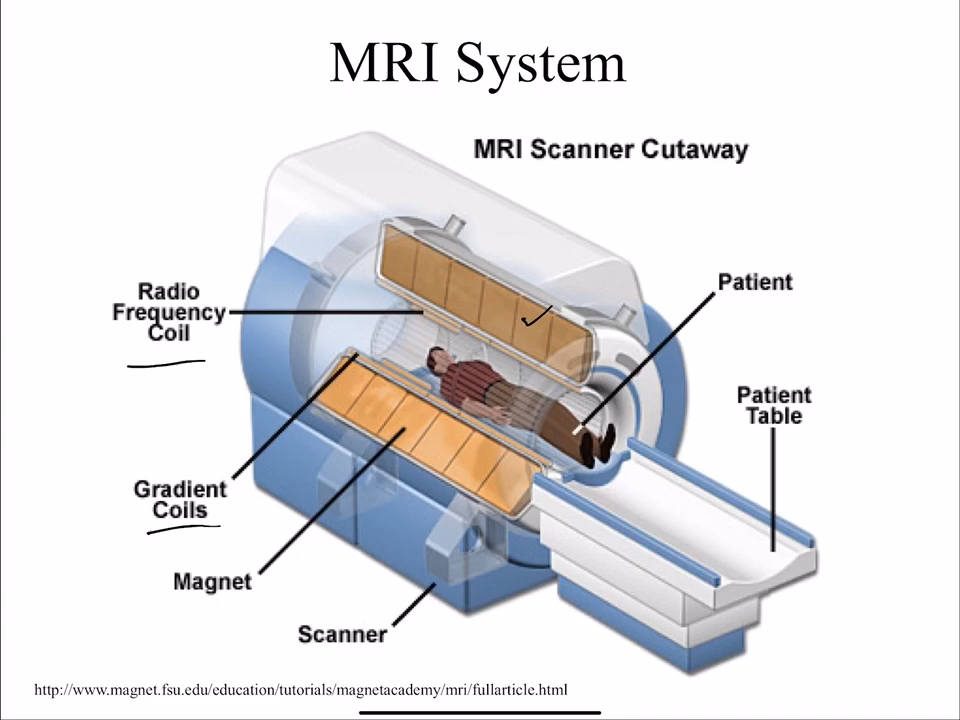 MRI System
MRI Scanner Cutaway
Radio
Frequency
Coil
Patient
Patient
Table
Gradient
Coils
Magnet
Scanner
http://www.magnet.fsu.edu/education/tutorials/magnetacademy/mri/fullarticle.html